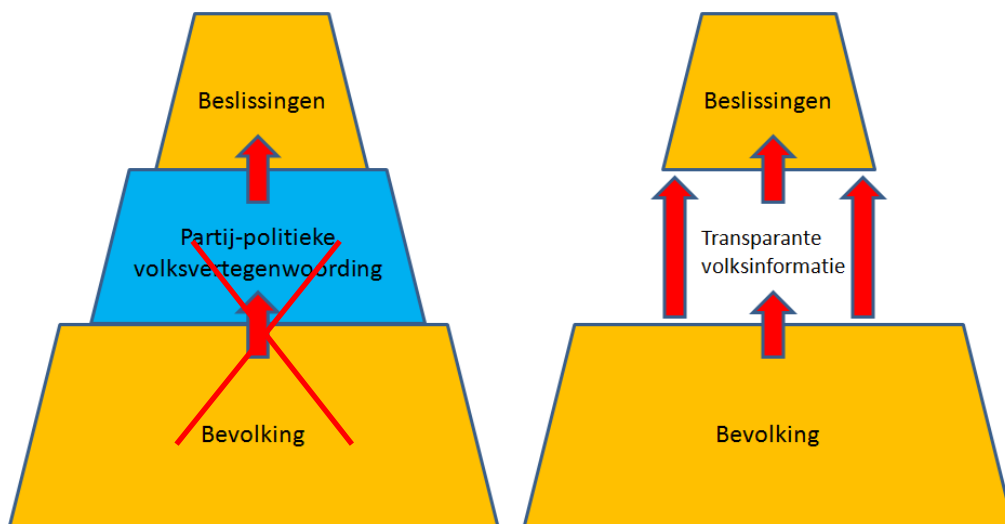 Beslissingen
Partij-politieke
volksvertegenwoording
Bevolking
Beslissingen
Transparante
volksinformatie
Bevolking